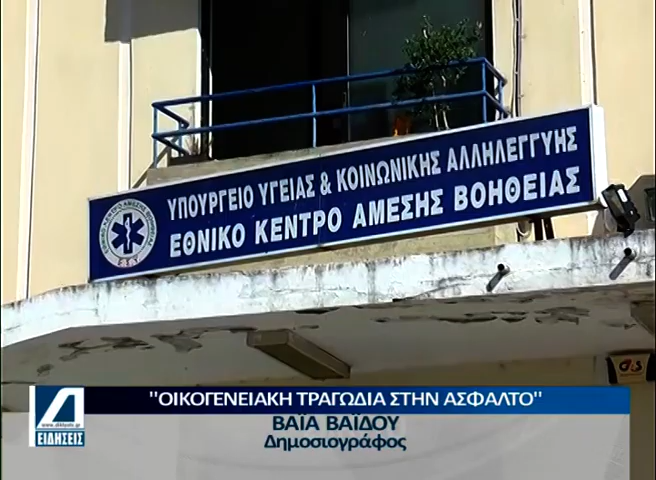 ΥΠΟΥΡΓΕΙΟ ΥΓΕΙΑΣ & ΚΟΙΝΩΝΙΚΗΣ ΑΛΛΗΛΕΓΓΥΗΣ
ΕΘΝΙΚΟ ΚΕΝΤΡΟ ΑΜΕΣΗΣ ΒΟΗΘΕΙΑΣ
"ΟΙΚΟΓΕΝΕΙΑΚΗ ΤΡΑΓΩΔΙΑ ΣΤΗΝ ΑΣΦΑΛΤΟ"
ΒΑΪΑ ΒΑΪΔΟΥ
Δημοσιογράφος
ΕΙΔΗΣΕΙΣ